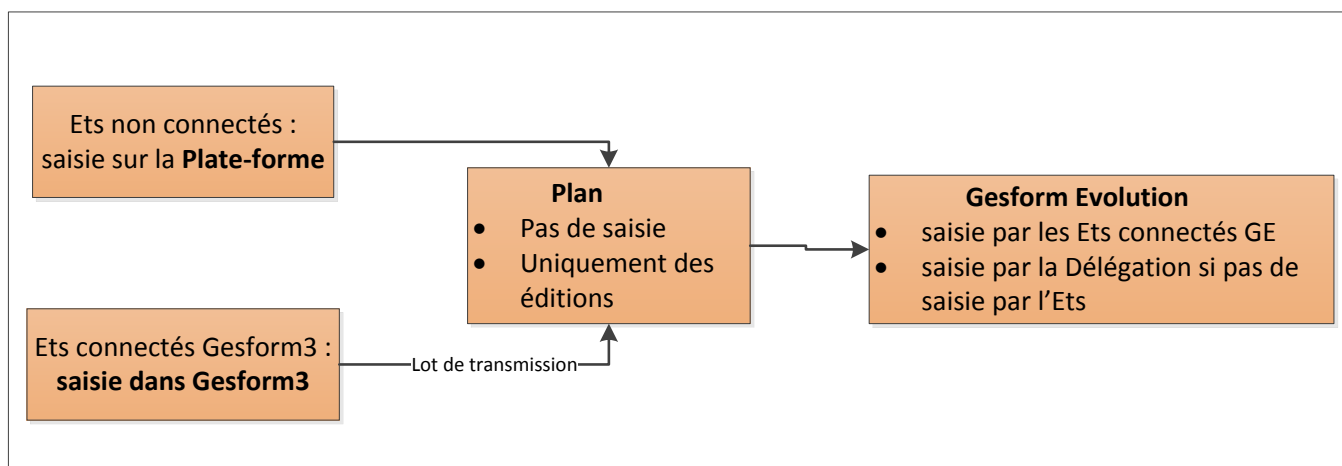 Ets non connectés :
saisie sur la Plate-forme
Plan
• Pas de saisie
• Uniquement des
éditions
Gesform Evolution
• saisie par les Ets connectés GE
• saisie par la Délégation si pas de
saisie par l’Ets
Ets connectés Gesform3 :
saisie dans Gesform3
Lot de transmission